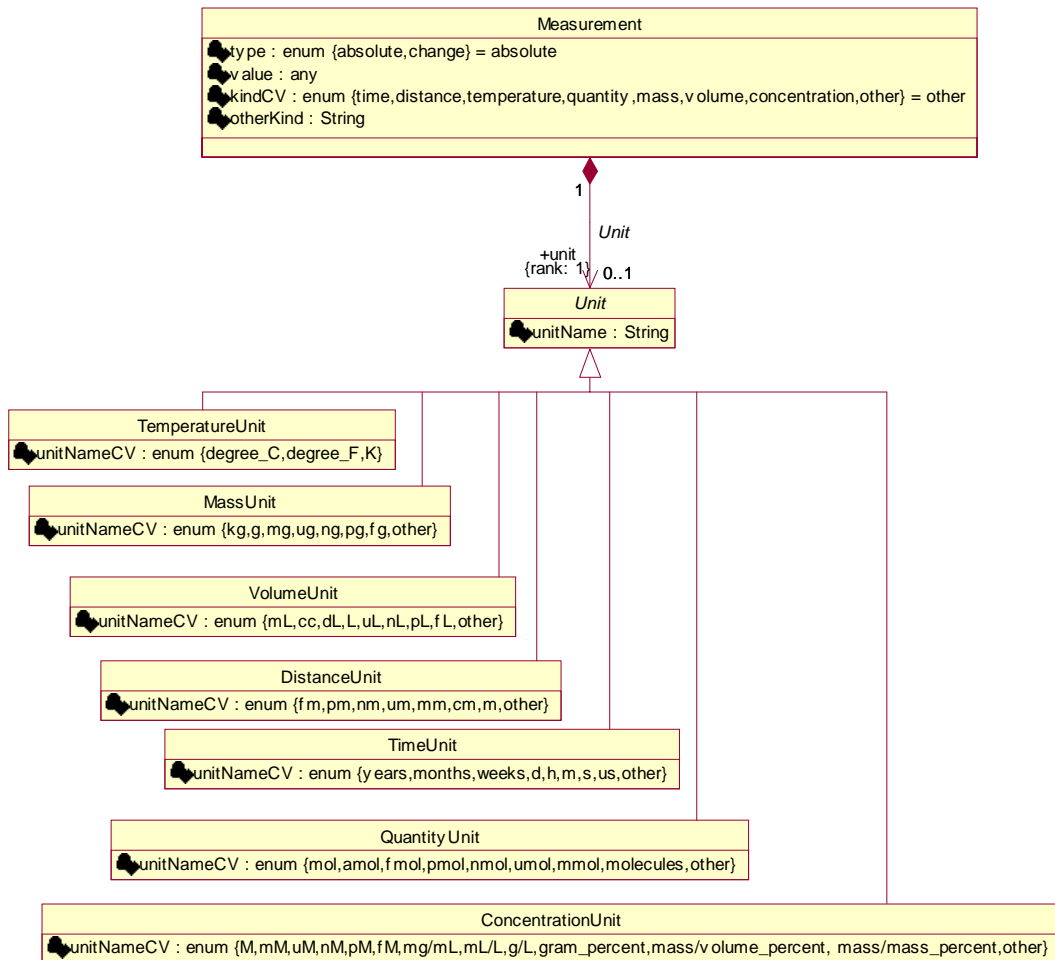 Measurement
type : enum {absolute,change} = absolute
value : any
kindCV : enum {time,distance,temperature,quantity,mass,volume,concentration,other} = other
otherKind : String
1
Unit
+unit
{rank: 1}
0..1
Unit
unitName : String
TemperatureUnit
unitNameCV : enum {degree_C,degree_F,K}
MassUnit
unitNameCV : enum {kg,g,mg,ug,ng,pg,fg,other}
VolumeUnit
unitNameCV : enum {mL,cc,dL,L,uL,nL,pL,fL,other}
DistanceUnit
unitNameCV : enum {fm,pm,nm,um,mm,cm,m,other}
TimeUnit
unitNameCV : enum {years,months,weeks,d,h,m,s,us,other}
QuantityUnit
unitNameCV : enum {mol,amol,fmol,pmol,nmol,umol,mmol,molecules,other}
ConcentrationUnit
unitNameCV : enum {M,mM,uM,nM,pM,fM,mg/mL,mL/L,g/L,gram_percent,mass/volume_percent, mass/mass_percent,other}